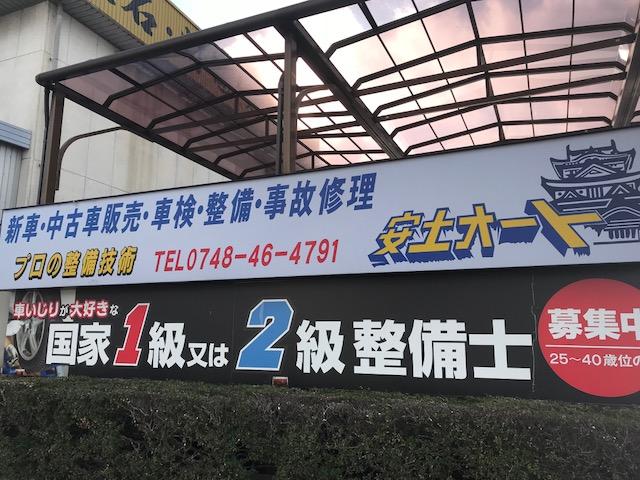 新車・中古車販売・車検・整備・事故修理
プロの整備技術 TEL0748-46-4791
安土オート
車いじりが大好きな
国家1級又は2級整備士
募集中
25〜40歳位の